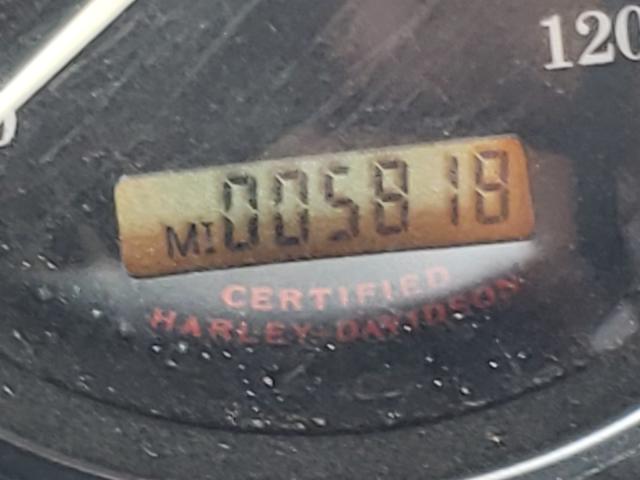 120
MI 005818
CERTIFIED
HARLEY-DAVIDSON